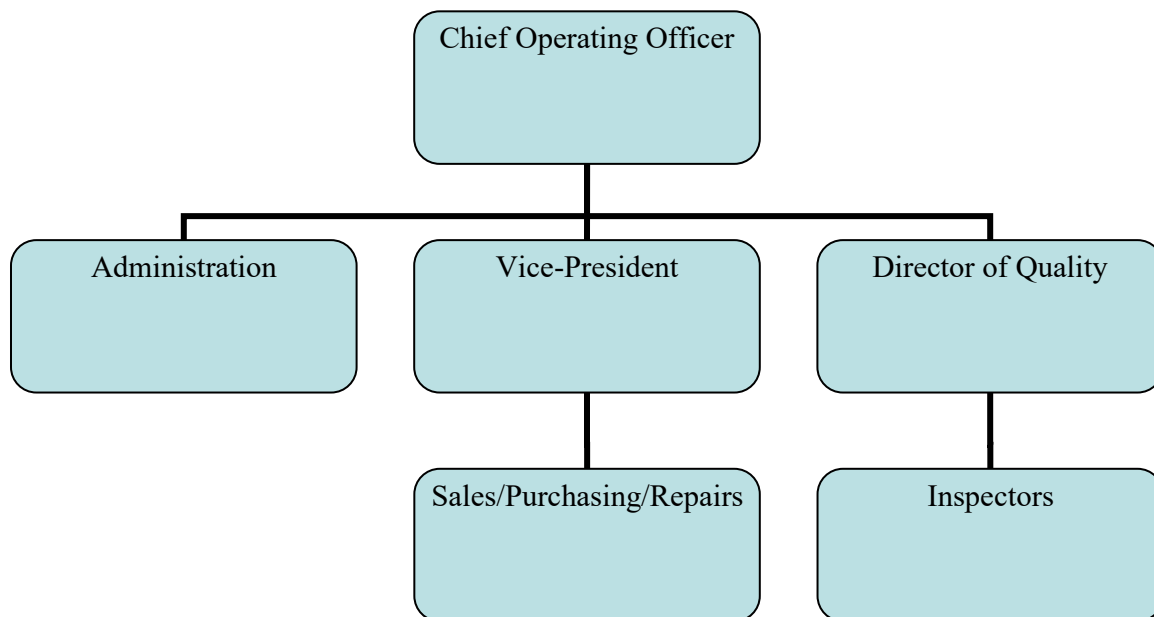 Chief Operating Officer
Administration
Vice-President
Director of Quality
Sales/Purchasing/Repairs
Inspectors